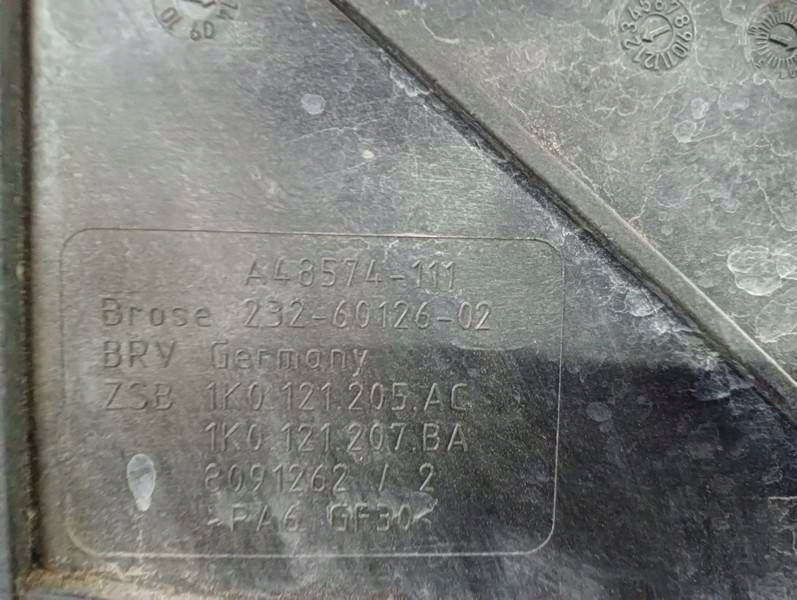 A48574-111
Brose 232-60126-02
BRV Germany
ZSB 1K0.121.205.AC
1K0.121.207.BA
8091262 / 2
>PA6 GF30<